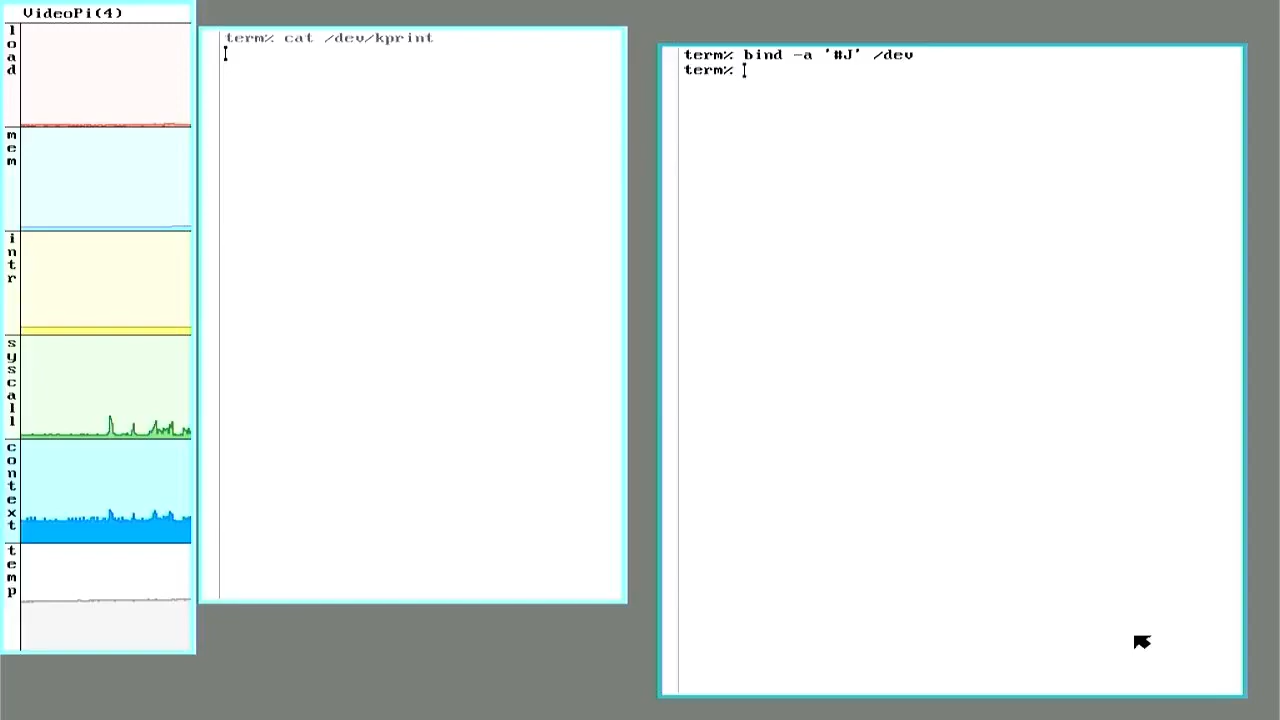 VideoPi(4)
load
mem
intr
syscall
context
temp
term% cat /dev/kprint
term% bind -a '#J' /dev
term%